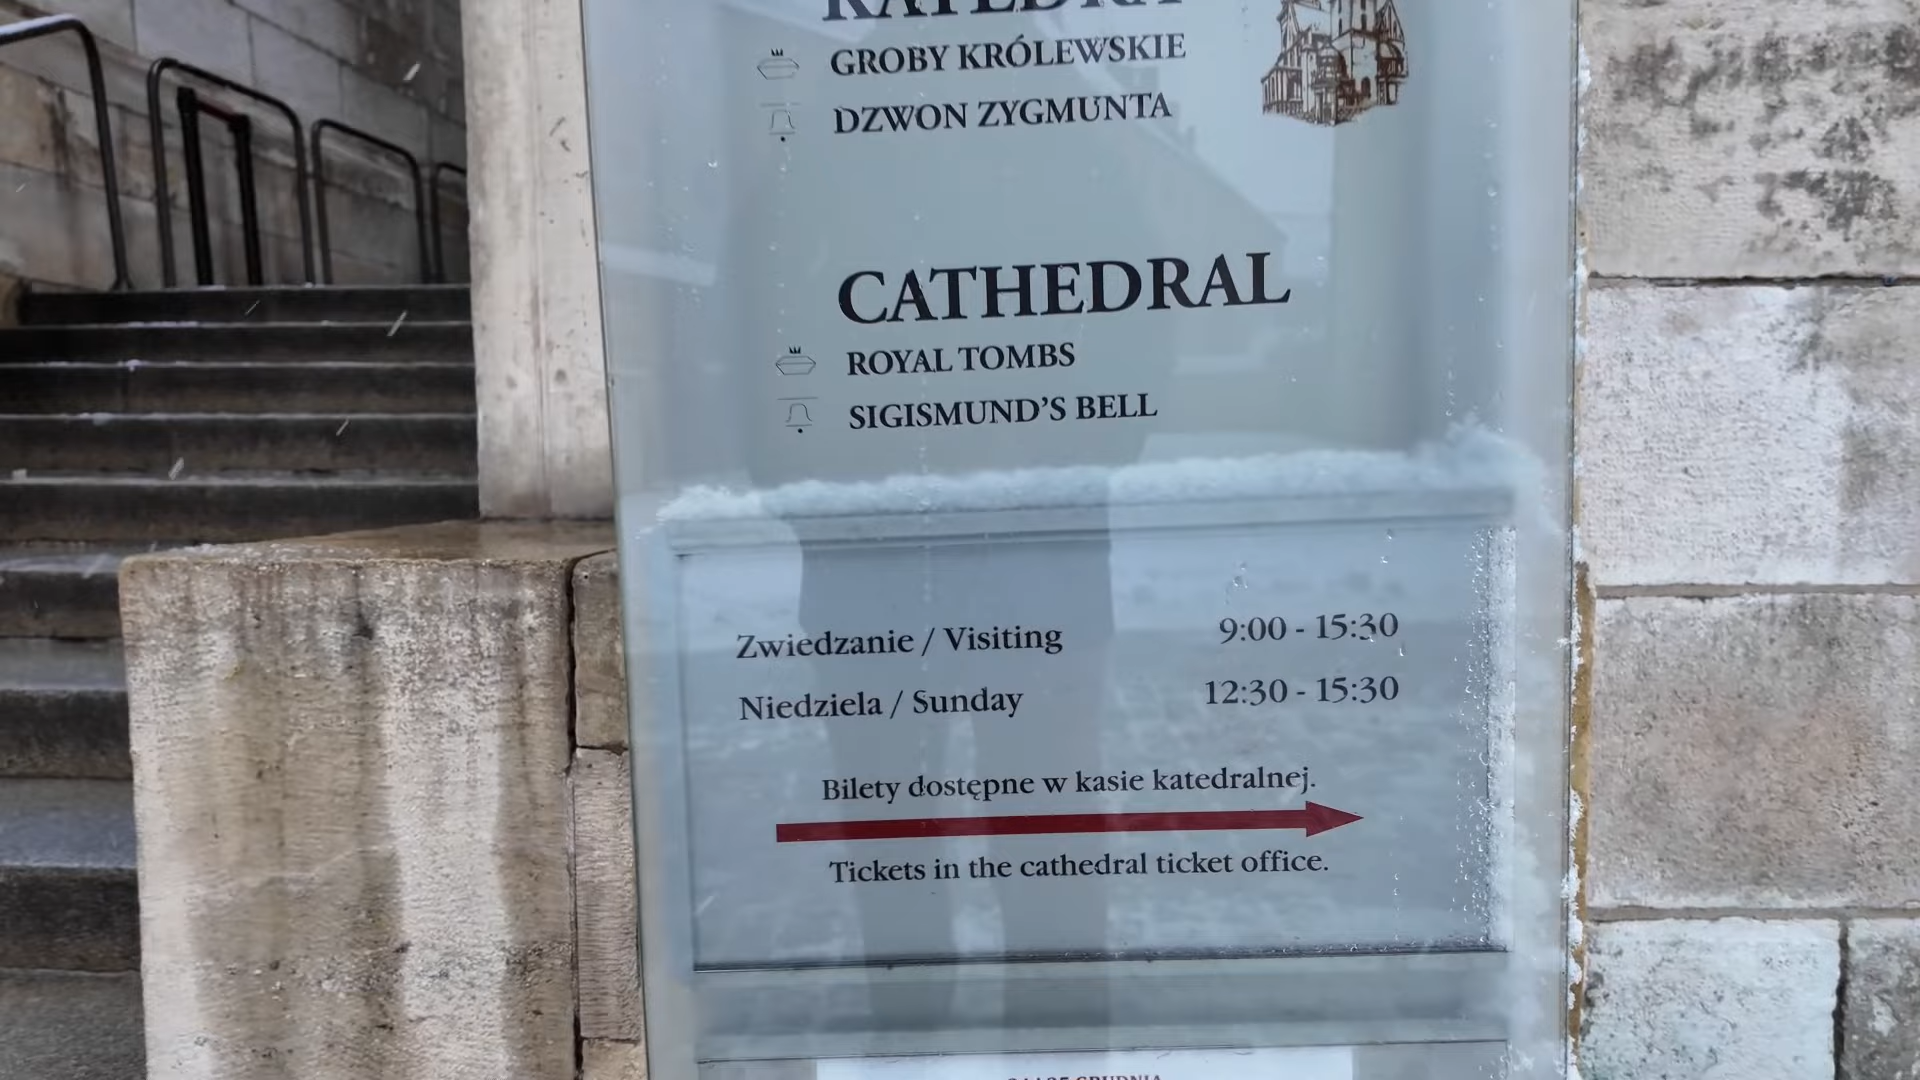 KATEDRA
GROBY KRÓLEWSKIE
DZWON ZYGMUNTA
CATHEDRAL
ROYAL TOMBS
SIGISMUND'S BELL
Zwiedzanie / Visiting 9:00 - 15:30
Niedziela / Sunday 12:30 - 15:30
Bilety dostępne w kasie katedralnej.
Tickets in the cathedral ticket office.
GRUDNIA